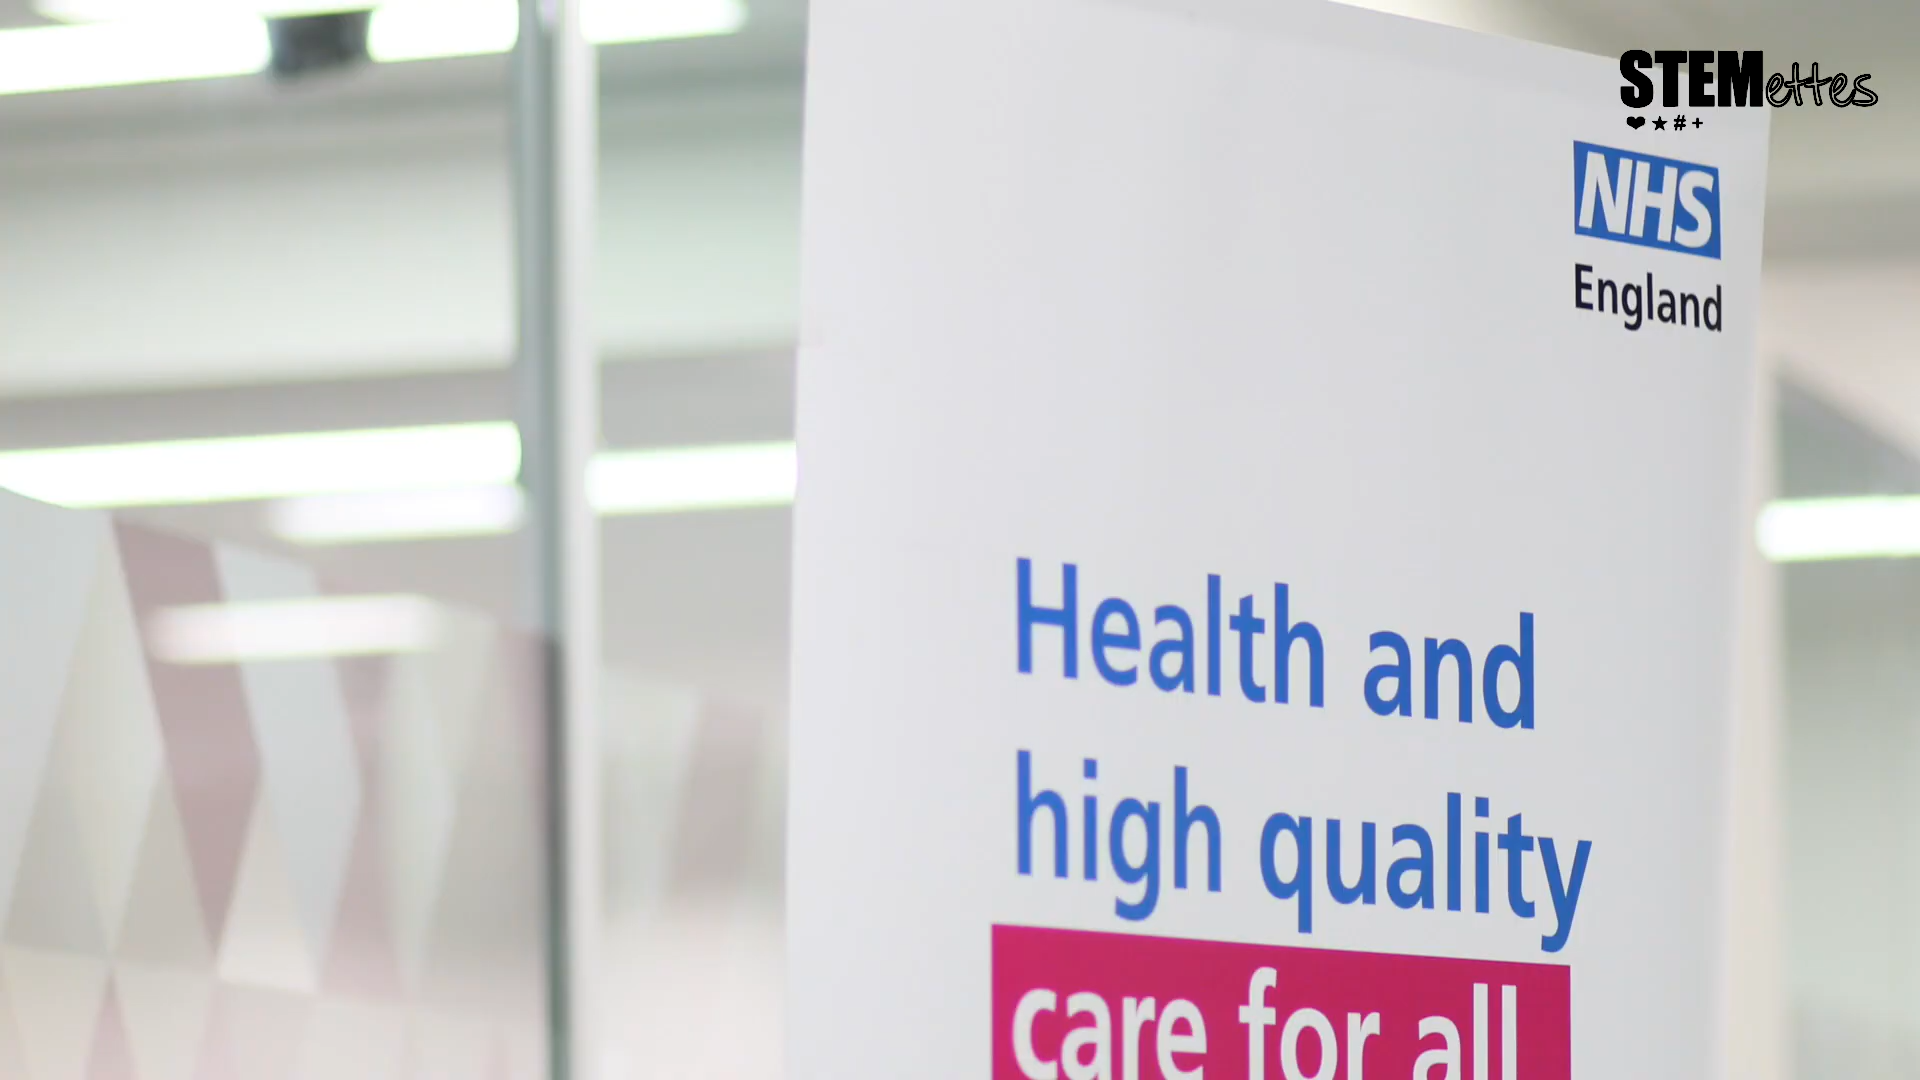 STEMettes
❤★#+
NHS
England
Health and
high quality
care for all